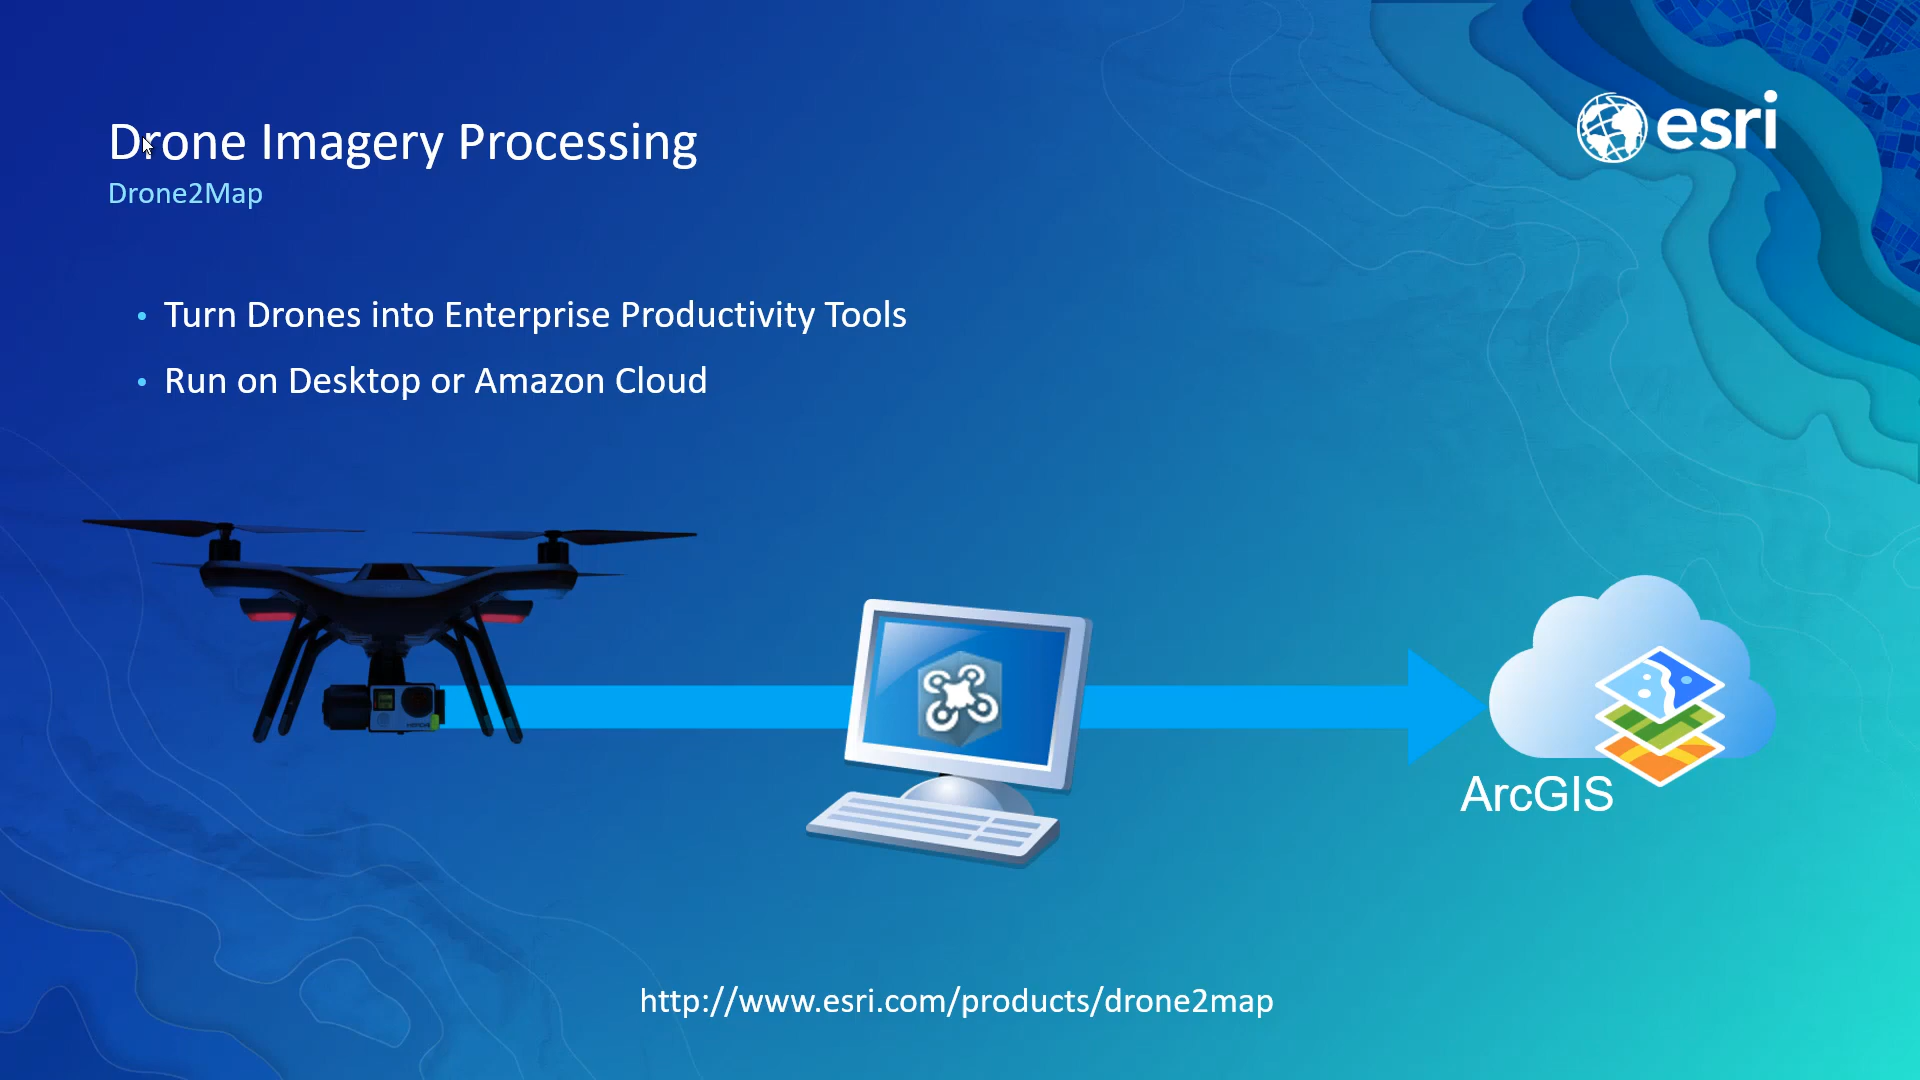 esri
Drone Imagery Processing
Drone2Map
• Turn Drones into Enterprise Productivity Tools
• Run on Desktop or Amazon Cloud
ArcGIS
http://www.esri.com/products/drone2map